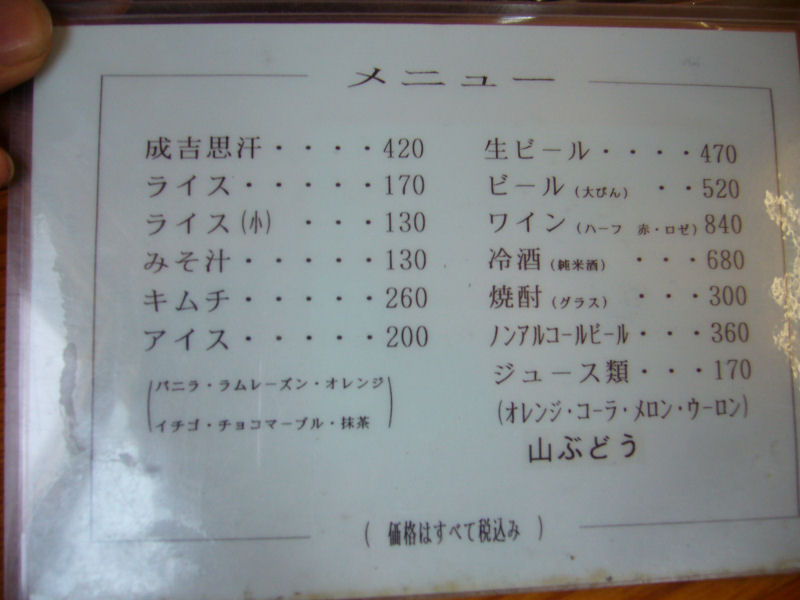 メニュー
成吉思汗・・・・420
ライス・・・・・170
ライス(小) ・・・130
みそ汁・・・・・130
キムチ・・・・・260
アイス・・・・・200
(バニラ・ラムレーズン・オレンジ
イチゴ・チョコマーブル・抹茶)
生ビール・・・・470
ビール(大びん) ・・520
ワイン(ハーフ 赤・ロゼ)840
冷酒(純米酒) ・・・680
焼酎(グラス) ・・・300
ノンアルコールビール・・・360
ジュース類・・・170
(オレンジ・コーラ・メロン・ウーロン)
山ぶどう
( 価格はすべて税込み )